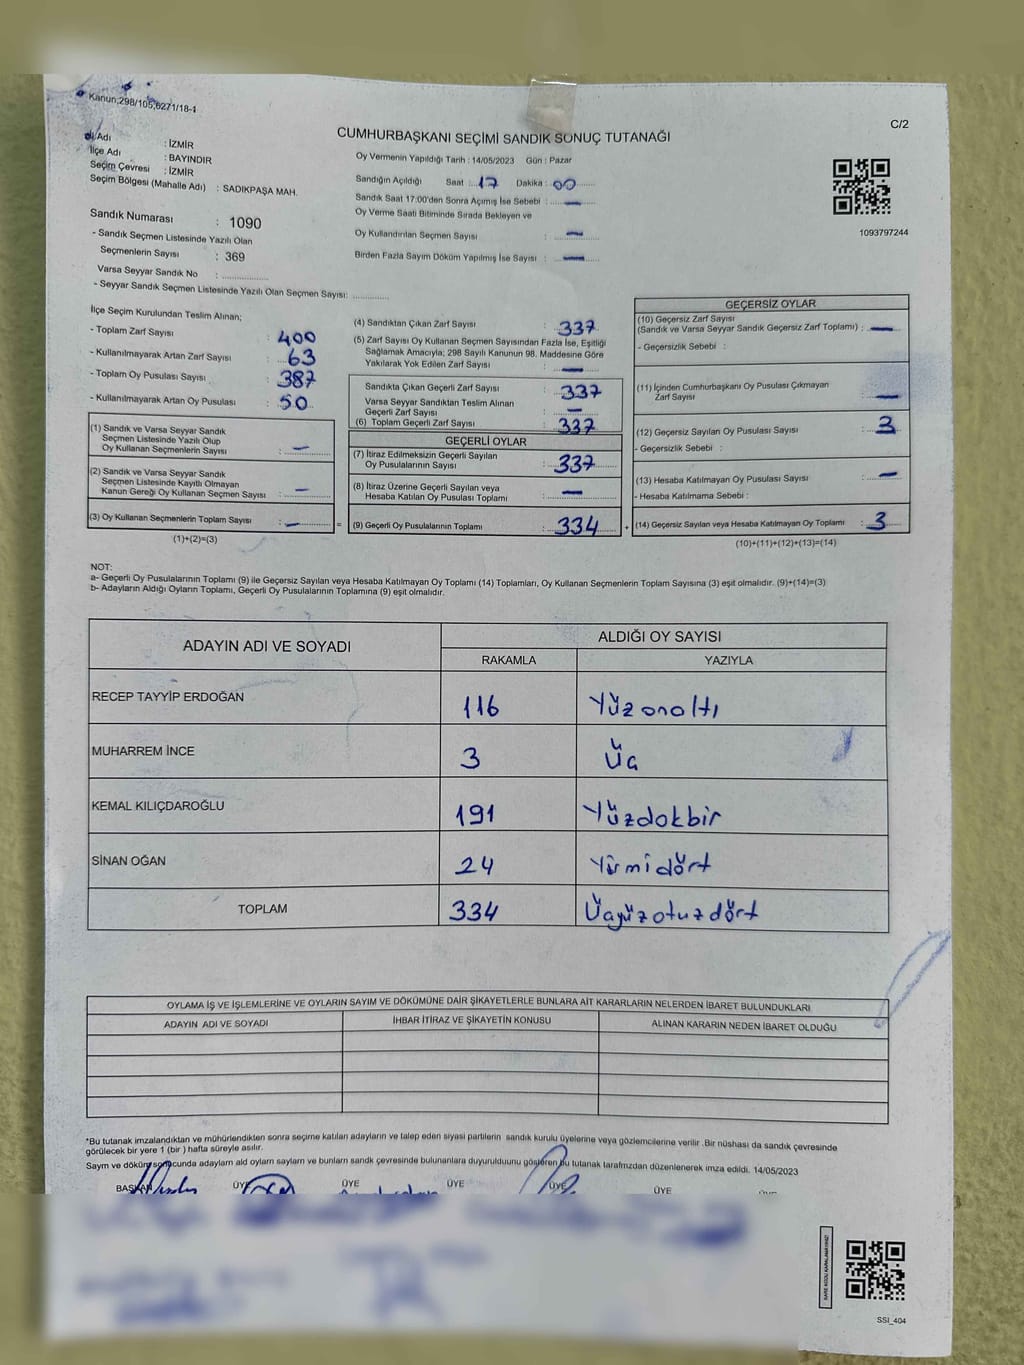 Kanun;298/105,6271/18-1
C/2
CUMHURBAŞKANI SEÇİMİ SANDIK SONUÇ TUTANAĞI
İl Adı : İZMİR
İlçe Adı : BAYINDIR
Seçim Çevresi : İZMİR
Seçim Bölgesi (Mahalle Adı) : SADIKPAŞA MAH.
Sandık Numarası : 1090
- Sandık Seçmen Listesinde Yazılı Olan
Seçmenlerin Sayısı : 369
Varsa Seyyar Sandık No :
- Seyyar Sandık Seçmen Listesinde Yazılı Olan Seçmen Sayısı:
Oy Vermenin Yapıldığı Tarih : 14/05/2023 Gün : Pazar
Sandığın Açıldığı Saat : 17 Dakika : 00
Sandık Saat 17:00'den Sonra Açımış İse Sebebi : —
Oy Verme Saati Bitiminde Sırada Bekleyen ve
Oy Kullandırılan Seçmen Sayısı : —
Birden Fazla Sayım Döküm Yapılmış İse Sayısı : —
1093797244
İlçe Seçim Kurulundan Teslim Alınan;
- Toplam Zarf Sayısı : 400
- Kullanılmayarak Artan Zarf Sayısı : 63
- Toplam Oy Pusulası Sayısı : 387
- Kullanılmayarak Artan Oy Pusulası : 50
(1) Sandık ve Varsa Seyyar Sandık
Seçmen Listesinde Yazılı Olup
Oy Kullanan Seçmenlerin Sayısı : —
(2) Sandık ve Varsa Seyyar Sandık
Seçmen Listesinde Kayıtlı Olmayan
Kanun Gereği Oy Kullanan Seçmen Sayısı : —
(3) Oy Kullanan Seçmenlerin Toplam Sayısı : — =
(1)+(2)=(3)
(4) Sandıktan Çıkan Zarf Sayısı : 337
(5) Zarf Sayısı Oy Kullanan Seçmen Sayısından Fazla İse, Eşitliği
Sağlamak Amacıyla; 298 Sayılı Kanunun 98. Maddesine Göre
Yakılarak Yok Edilen Zarf Sayısı : —
Sandıkta Çıkan Geçerli Zarf Sayısı : 337
Varsa Seyyar Sandıktan Teslim Alınan
Geçerli Zarf Sayısı : —
(6) Toplam Geçerli Zarf Sayısı : 337
GEÇERLİ OYLAR
(7) İtiraz Edilmeksizin Geçerli Sayılan
Oy Pusulalarının Sayısı : 337
(8) İtiraz Üzerine Geçerli Sayılan veya
Hesaba Katılan Oy Pusulası Toplamı : —
(9) Geçerli Oy Pusulalarının Toplamı : 334 +
GEÇERSİZ OYLAR
(10) Geçersiz Zarf Sayısı
(Sandık ve Varsa Seyyar Sandık Geçersiz Zarf Toplamı) : —
- Geçersizlik Sebebi :
(11) İçinden Cumhurbaşkanı Oy Pusulası Çıkmayan
Zarf Sayısı : —
(12) Geçersiz Sayılan Oy Pusulası Sayısı : 3
- Geçersizlik Sebebi :
(13) Hesaba Katılmayan Oy Pusulası Sayısı : —
- Hesaba Katılmama Sebebi :
(14) Geçersiz Sayılan veya Hesaba Katılmayan Oy Toplamı : 3
(10)+(11)+(12)+(13)=(14)
NOT:
a- Geçerli Oy Pusulalarının Toplamı (9) ile Geçersiz Sayılan veya Hesaba Katılmayan Oy Toplamı (14) Toplamları, Oy Kullanan Seçmenlerin Toplam Sayısına (3) eşit olmalıdır. (9)+(14)=(3)
b- Adayların Aldığı Oyların Toplamı, Geçerli Oy Pusulalarının Toplamına (9) eşit olmalıdır.
ADAYIN ADI VE SOYADI ALDIĞI OY SAYISI
RAKAMLA YAZIYLA
RECEP TAYYİP ERDOĞAN 116 Yüzonaltı
MUHARREM İNCE 3 Üç
KEMAL KILIÇDAROĞLU 191 Yüzdokbir
SİNAN OĞAN 24 Yirmidört
TOPLAM 334 Üçyüzotuzdört
OYLAMA İŞ VE İŞLEMLERİNE VE OYLARIN SAYIM VE DÖKÜMÜNE DAİR ŞİKAYETLERLE BUNLARA AİT KARARLARIN NELERDEN İBARET BULUNDUKLARI
ADAYIN ADI VE SOYADI İHBAR İTİRAZ VE ŞİKAYETİN KONUSU ALINAN KARARIN NEDEN İBARET OLDUĞU
*Bu tutanak imzalandıktan ve mühürlendikten sonra seçime katılan adayların ve talep eden siyasi partilerin sandık kurulu üyelerine veya gözlemcilerine verilir .Bir nüshası da sandık çevresinde
görülecek bir yere 1 (bir ) hafta süreyle asılır.
Sayım ve döküm sonucunda adayların ald oyların sayıları ve bunların sandık çevresinde bulunanlara duyurulduğunu gösteren bu tutanak tarafımzdan düzenlenerek imza edildi. 14/05/2023
BAŞKAN ÜYE ÜYE ÜYE ÜYE ÜYE
SSI_404